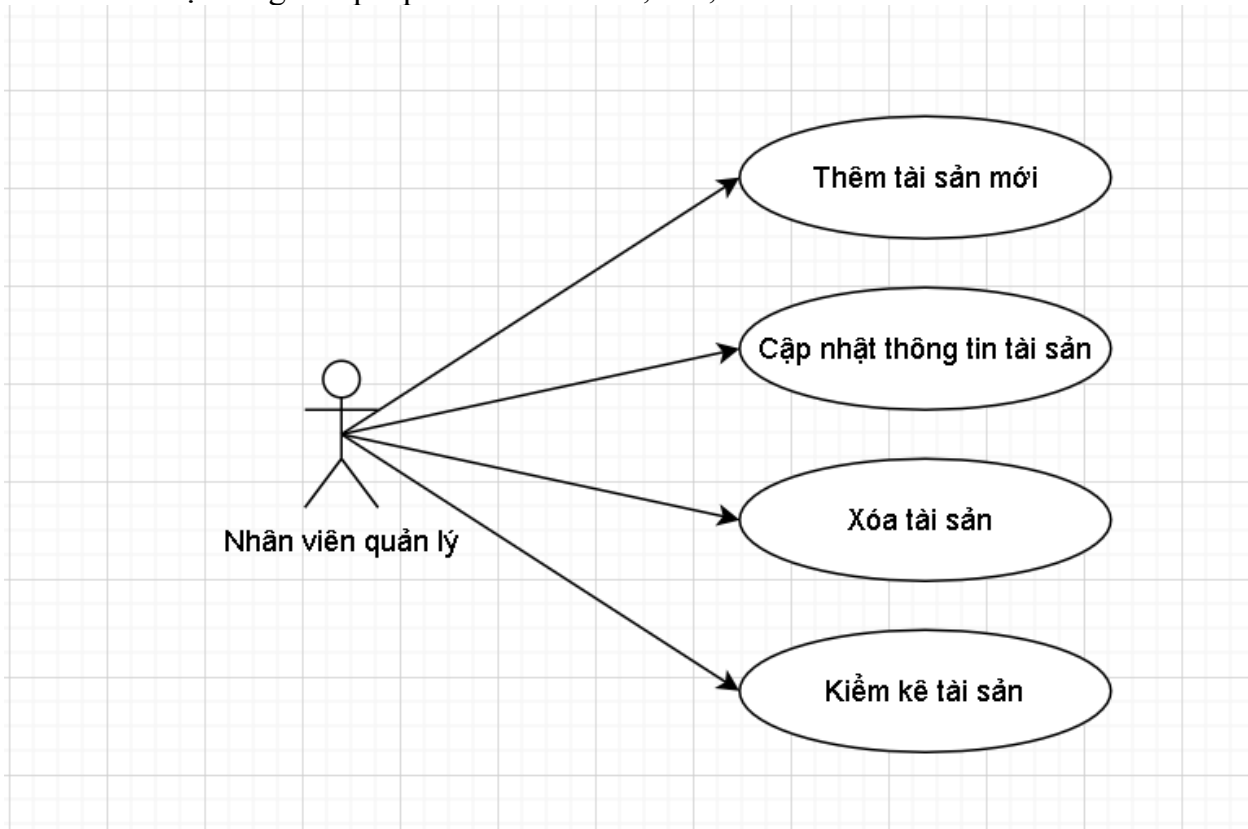 Thêm tài sản mới
Cập nhật thông tin tài sản
Xóa tài sản
Nhân viên quản lý
Kiểm kê tài sản